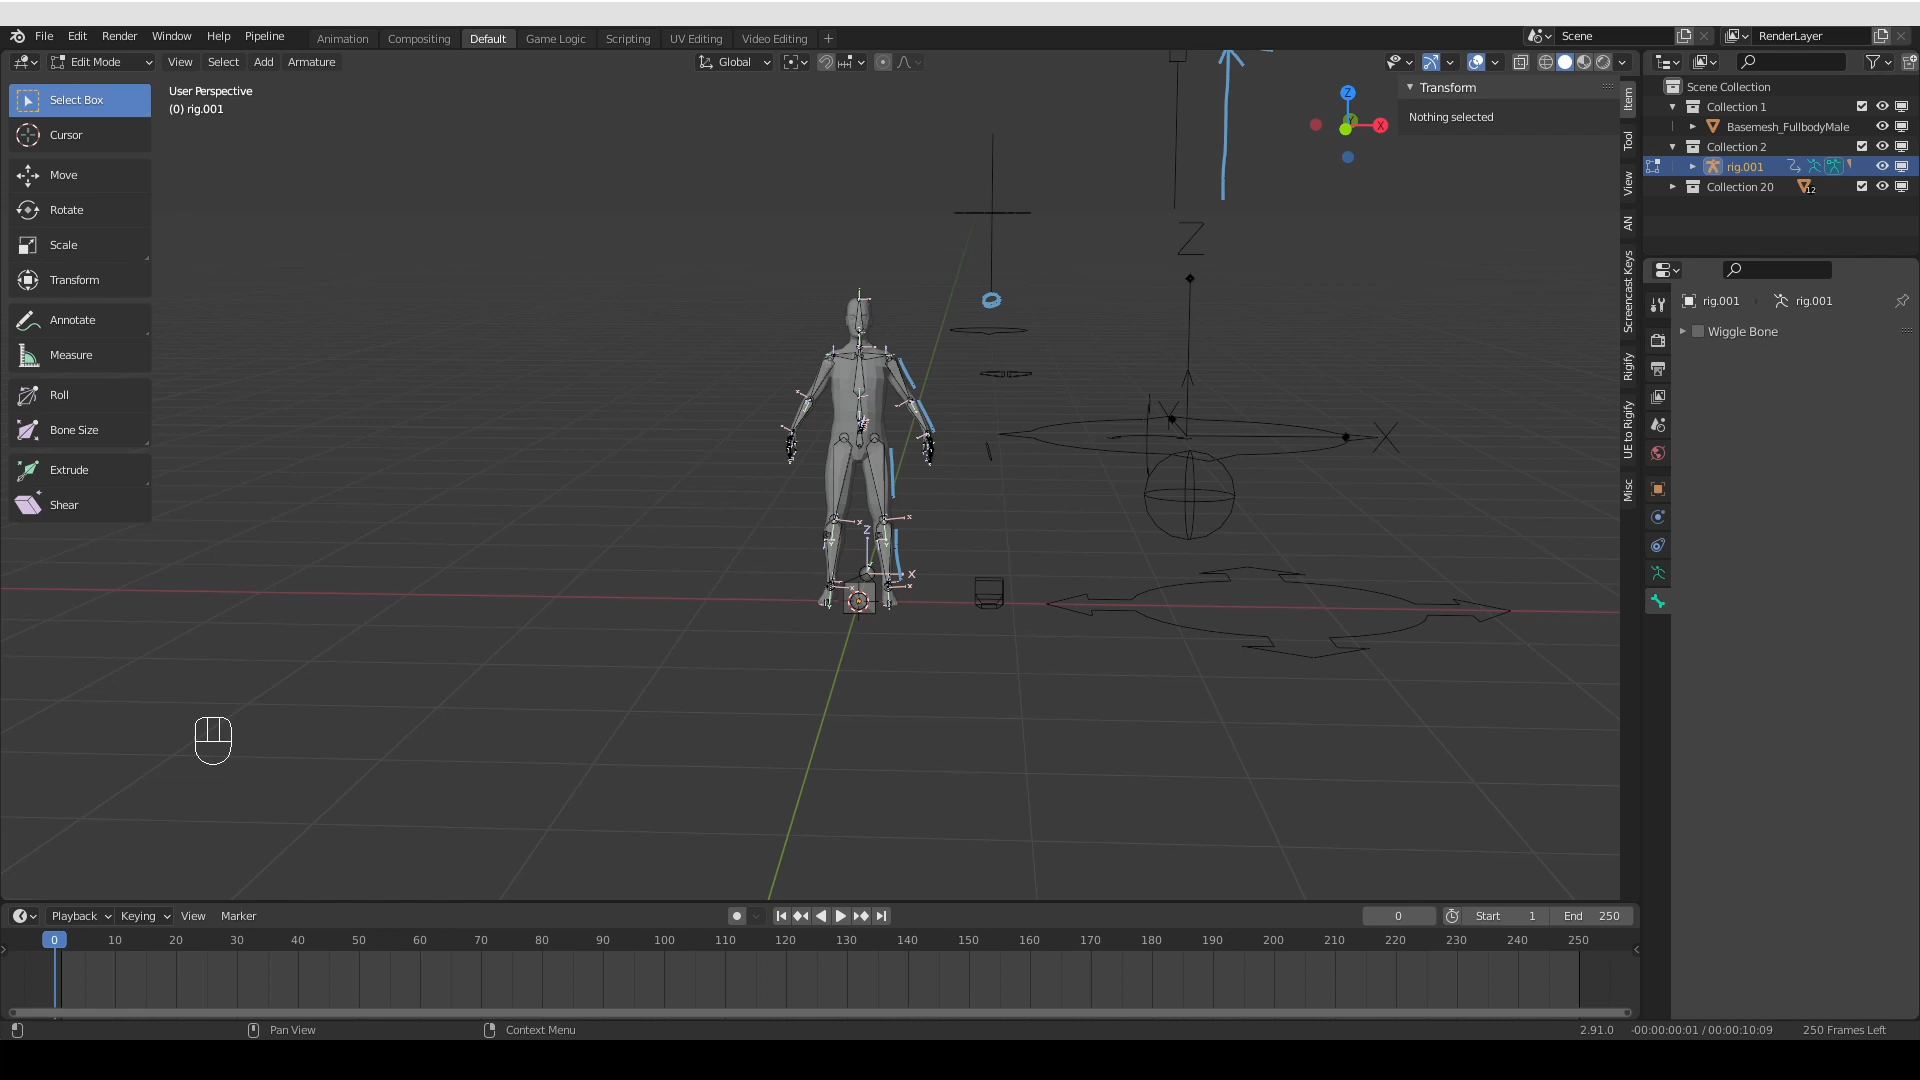 File Edit Render Window Help Pipeline Animation Compositing Default Game Logic Scripting UV Editing Video Editing + Scene RenderLayer
Edit Mode View Select Add Armature Global
User Perspective
(0) rig.001
Select Box
Cursor
Move
Rotate
Scale
Transform
Annotate
Measure
Roll
Bone Size
Extrude
Shear
Z
X
Z
X
Z
X
Transform
Nothing selected
Item
Tool
View
AN
Screencast Keys
Rigify
UE to Rigify
Misc
Scene Collection
Collection 1
Basemesh_FullbodyMale
Collection 2
rig.001
Collection 20 12
rig.001 rig.001
Wiggle Bone
Playback Keying View Marker 0 Start 1 End 250
0 10 20 30 40 50 60 70 80 90 100 110 120 130 140 150 160 170 180 190 200 210 220 230 240 250
Pan View Context Menu 2.91.0 -00:00:00:01 / 00:00:10:09 250 Frames Left